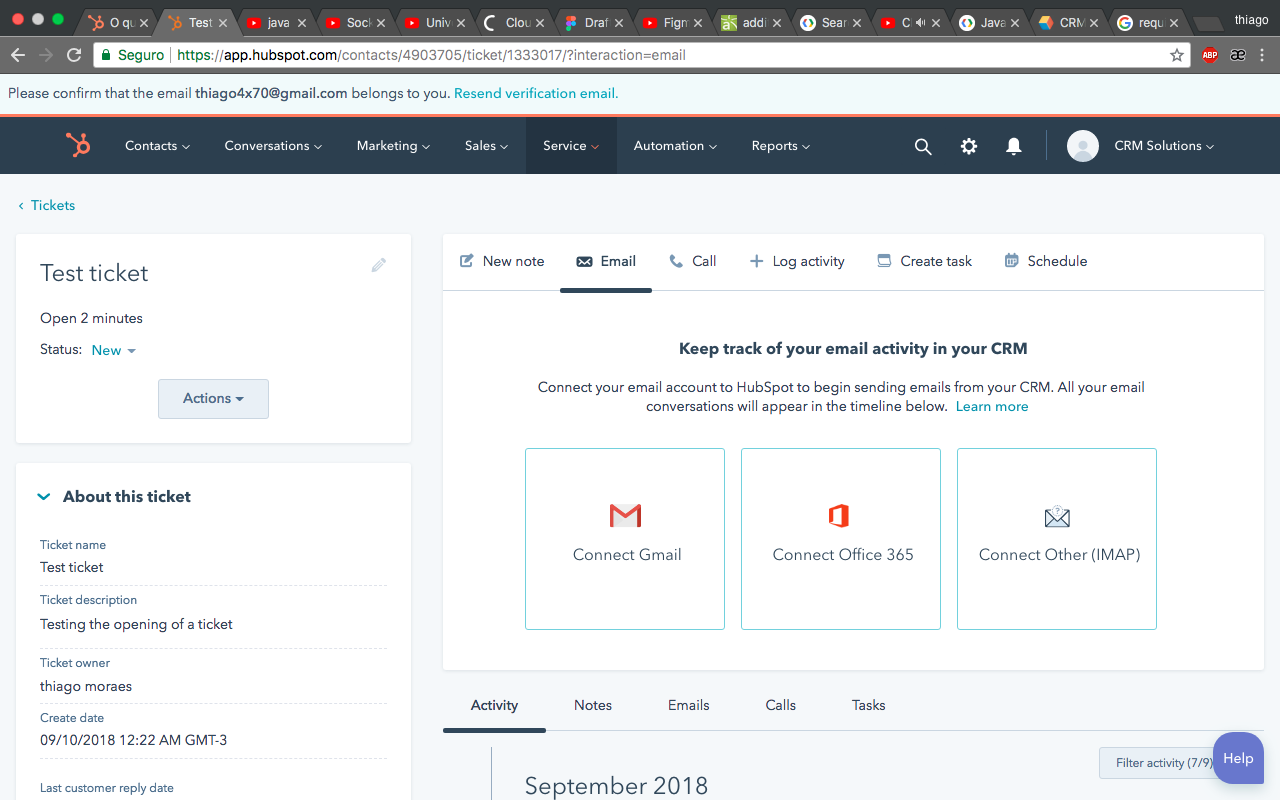 O qu
Test
java
Sock
Univ
Clou
Draf
Figm
addi
Sear
Java
CRM
requ
thiago
Seguro
https://app.hubspot.com/contacts/4903705/ticket/1333017/?interaction=email
ABP
æ
Please confirm that the email thiago4x70@gmail.com belongs to you. Resend verification email.
Contacts
Conversations
Marketing
Sales
Service
Automation
Reports
CRM Solutions
Tickets
Test ticket
Open 2 minutes
Status: New
Actions
About this ticket
Ticket name
Test ticket
Ticket description
Testing the opening of a ticket
Ticket owner
thiago moraes
Create date
09/10/2018 12:22 AM GMT-3
Last customer reply date
New note
Email
Call
Log activity
Create task
Schedule
Keep track of your email activity in your CRM
Connect your email account to HubSpot to begin sending emails from your CRM. All your email
conversations will appear in the timeline below. Learn more
Connect Gmail
Connect Office 365
Connect Other (IMAP)
Activity
Notes
Emails
Calls
Tasks
Filter activity (7/9)
September 2018
Help